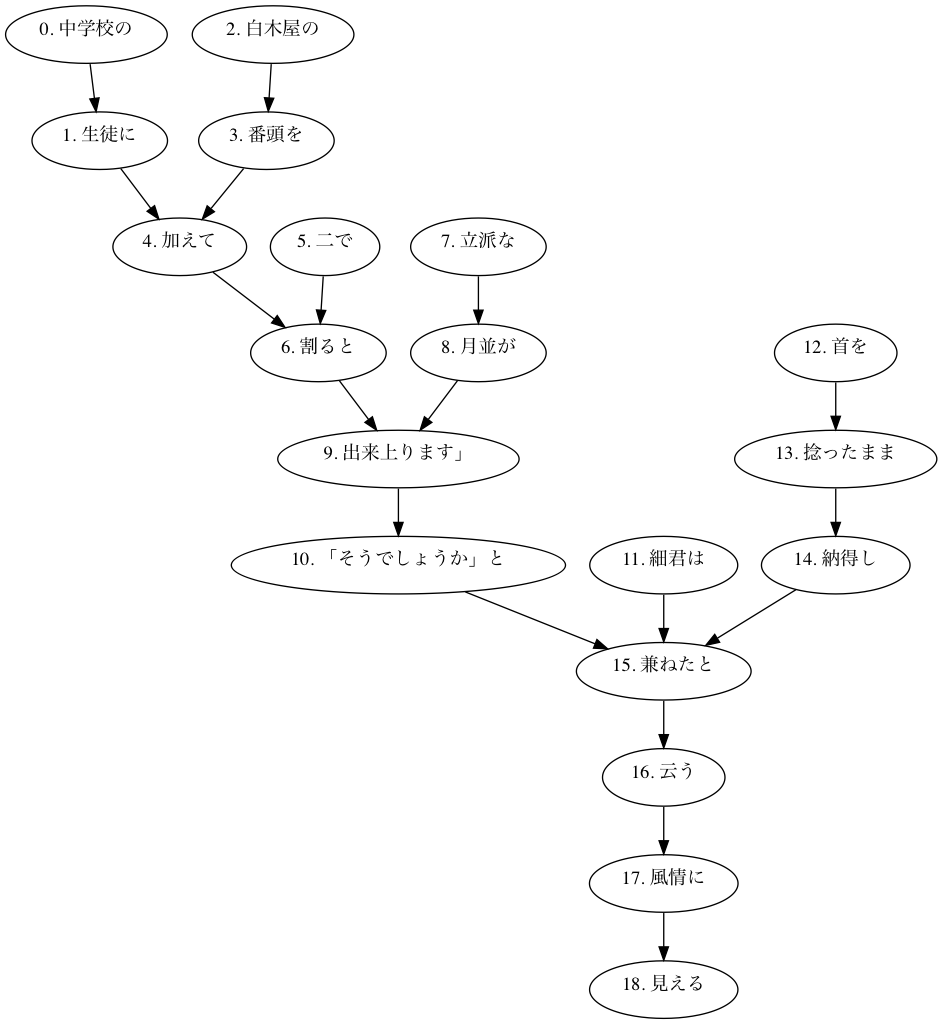 0. 中学校の
2. 白木屋の
1. 生徒に
3. 番頭を
4. 加えて
5. 二で
7. 立派な
6. 割ると
8. 月並が
12. 首を
9. 出来上ります」
13. 捻ったまま
10. 「そうでしょうか」と
11. 細君は
14. 納得し
15. 兼ねたと
16. 云う
17. 風情に
18. 見える